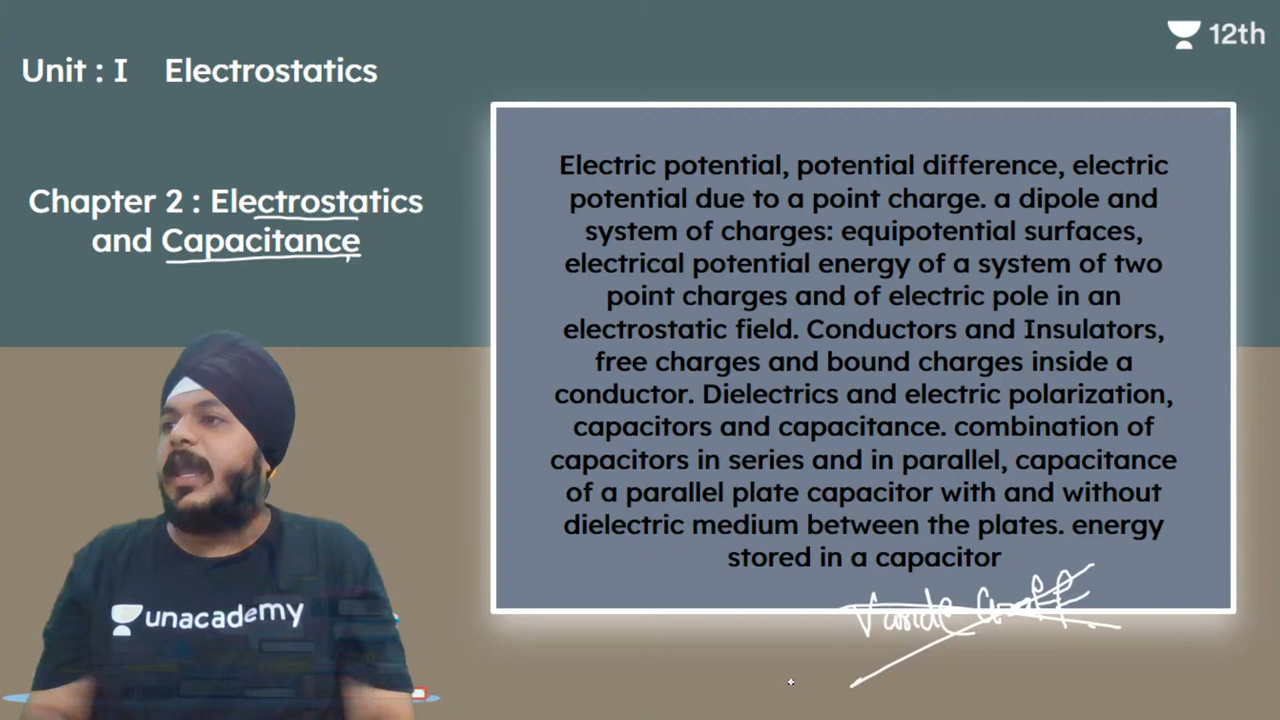 12th
Unit : I Electrostatics
Chapter 2 : Electrostatics
and Capacitance
Electric potential, potential difference, electric
potential due to a point charge. a dipole and
system of charges: equipotential surfaces,
electrical potential energy of a system of two
point charges and of electric pole in an
electrostatic field. Conductors and Insulators,
free charges and bound charges inside a
conductor. Dielectrics and electric polarization,
capacitors and capacitance. combination of
capacitors in series and in parallel, capacitance
of a parallel plate capacitor with and without
dielectric medium between the plates. energy
stored in a capacitor
unacademy